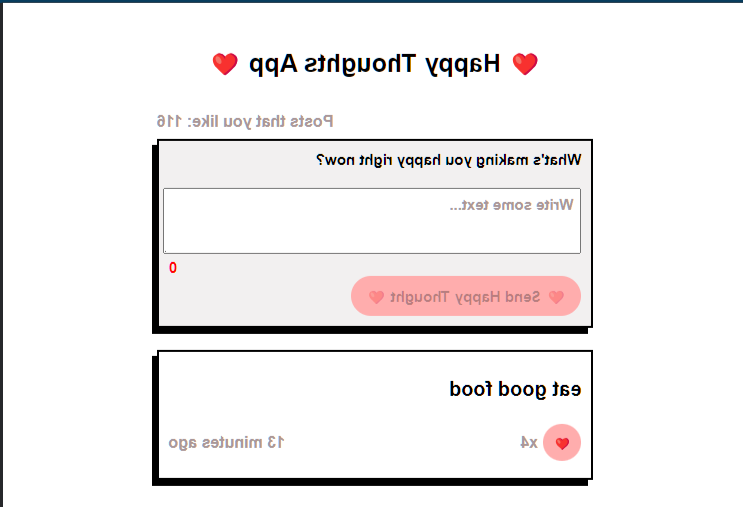 ❤️ Happy Thoughts App ❤️
Posts that you like: 116
What's making you happy right now?
Write some text...
0
❤️ Send Happy Thought ❤️
eat good food
❤️ x4 13 minutes ago